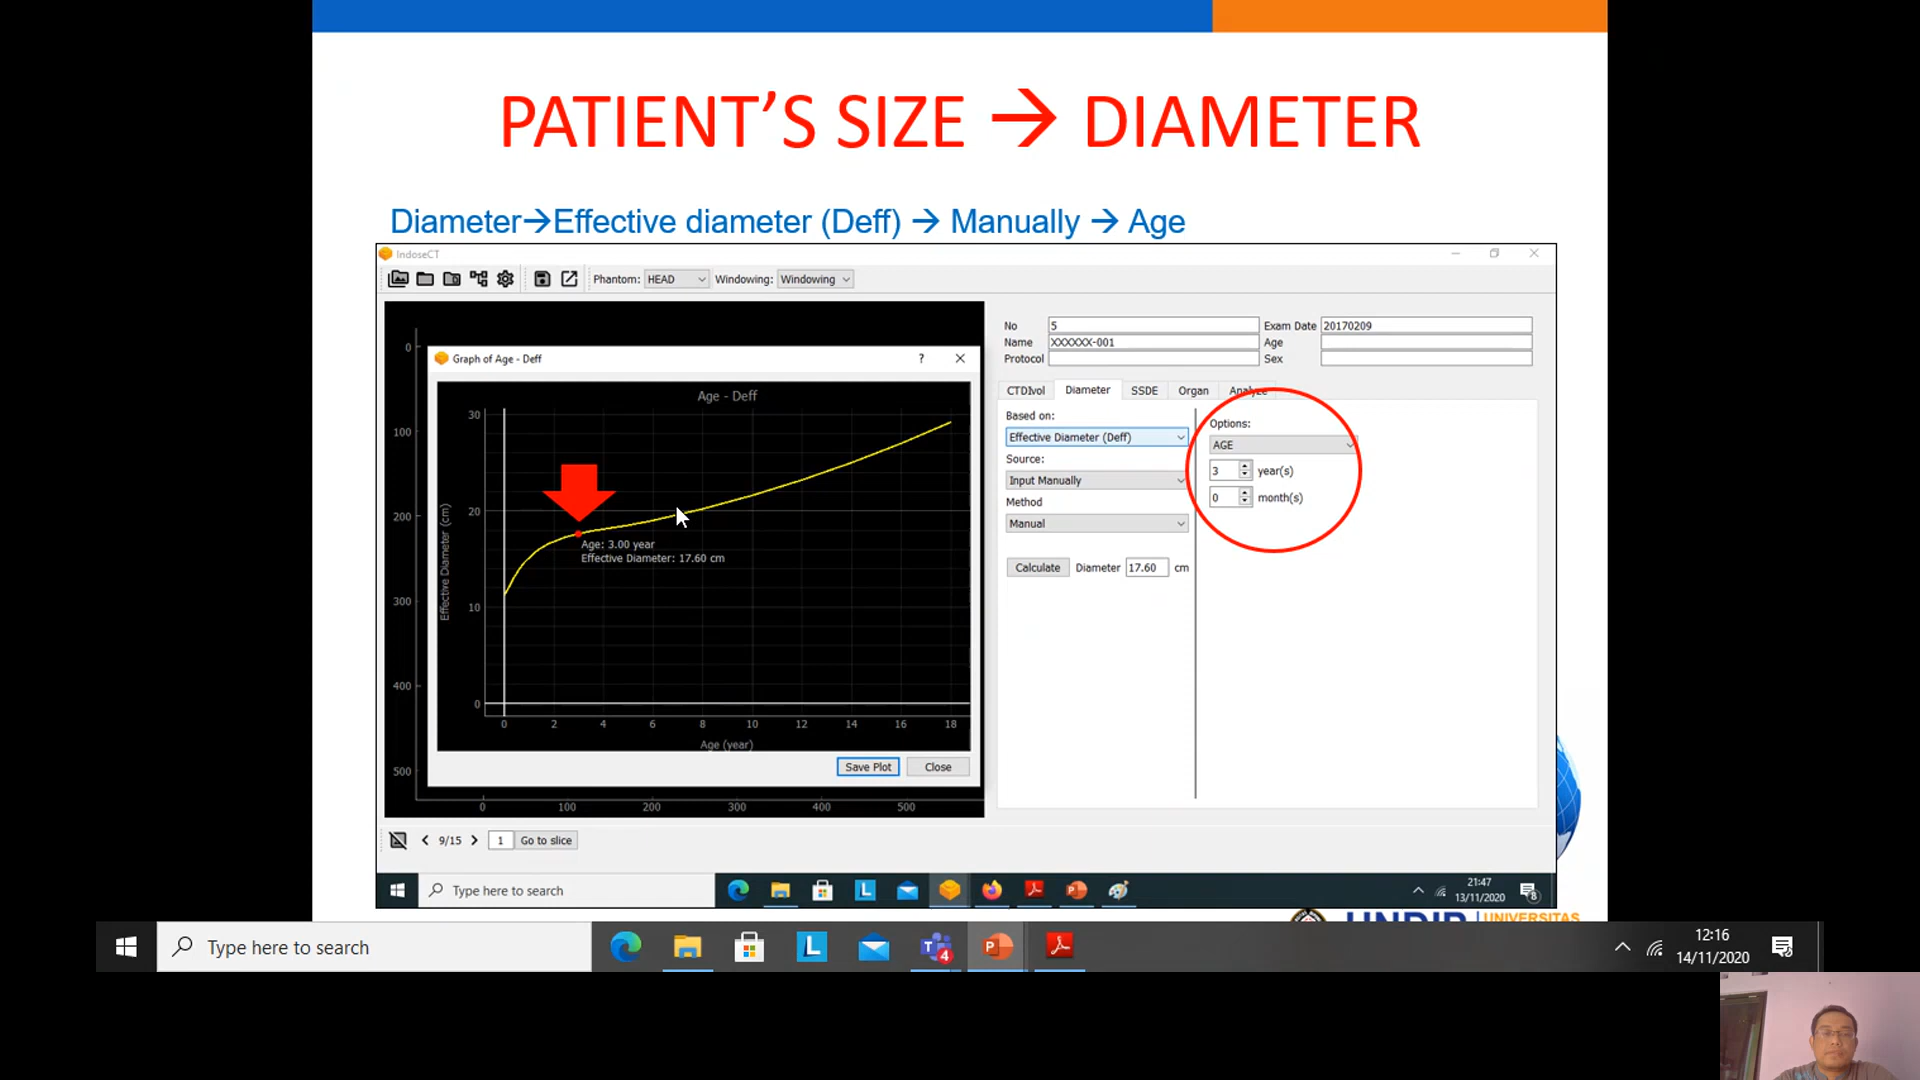 PATIENT’S SIZE → DIAMETER
Diameter→Effective diameter (Deff) → Manually → Age
IndoseCT
Phantom: HEAD Windowing: Windowing
No 5 Exam Date 20170209
Name XXXXXX-001 Age
Protocol Sex
CTDIvol Diameter SSDE Organ Analyze
Based on:
Effective Diameter (Deff)
Source:
Input Manually
Method
Manual
Calculate Diameter 17.60 cm
Options:
AGE
3 year(s)
0 month(s)
0
100
200
300
400
500
Graph of Age - Deff ?
Age - Deff
30
20
10
0
Effective Diameter (cm)
Age: 3.00 year
Effective Diameter: 17.60 cm
0 2 4 6 8 10 12 14 16 18
Age (year)
Save Plot Close
0 100 200 300 400 500
9/15 1 Go to slice
Type here to search
L
21:47
13/11/2020
8
UNDIP UNIVERSITAS
Type here to search
L
4
12:16
14/11/2020